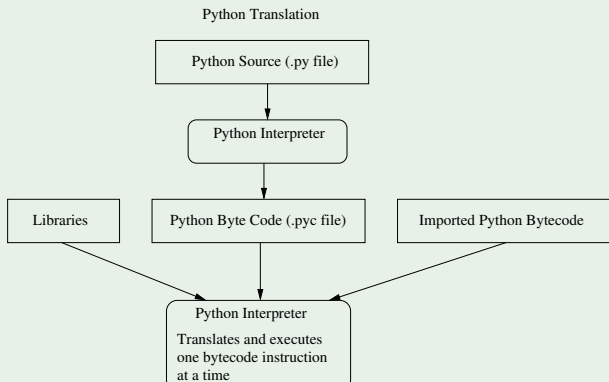 Python Translation
Python Source (.py file)
Python Interpreter
Libraries
Python Byte Code (.pyc file)
Imported Python Bytecode
Python Interpreter
Translates and executes
one bytecode instruction
at a time